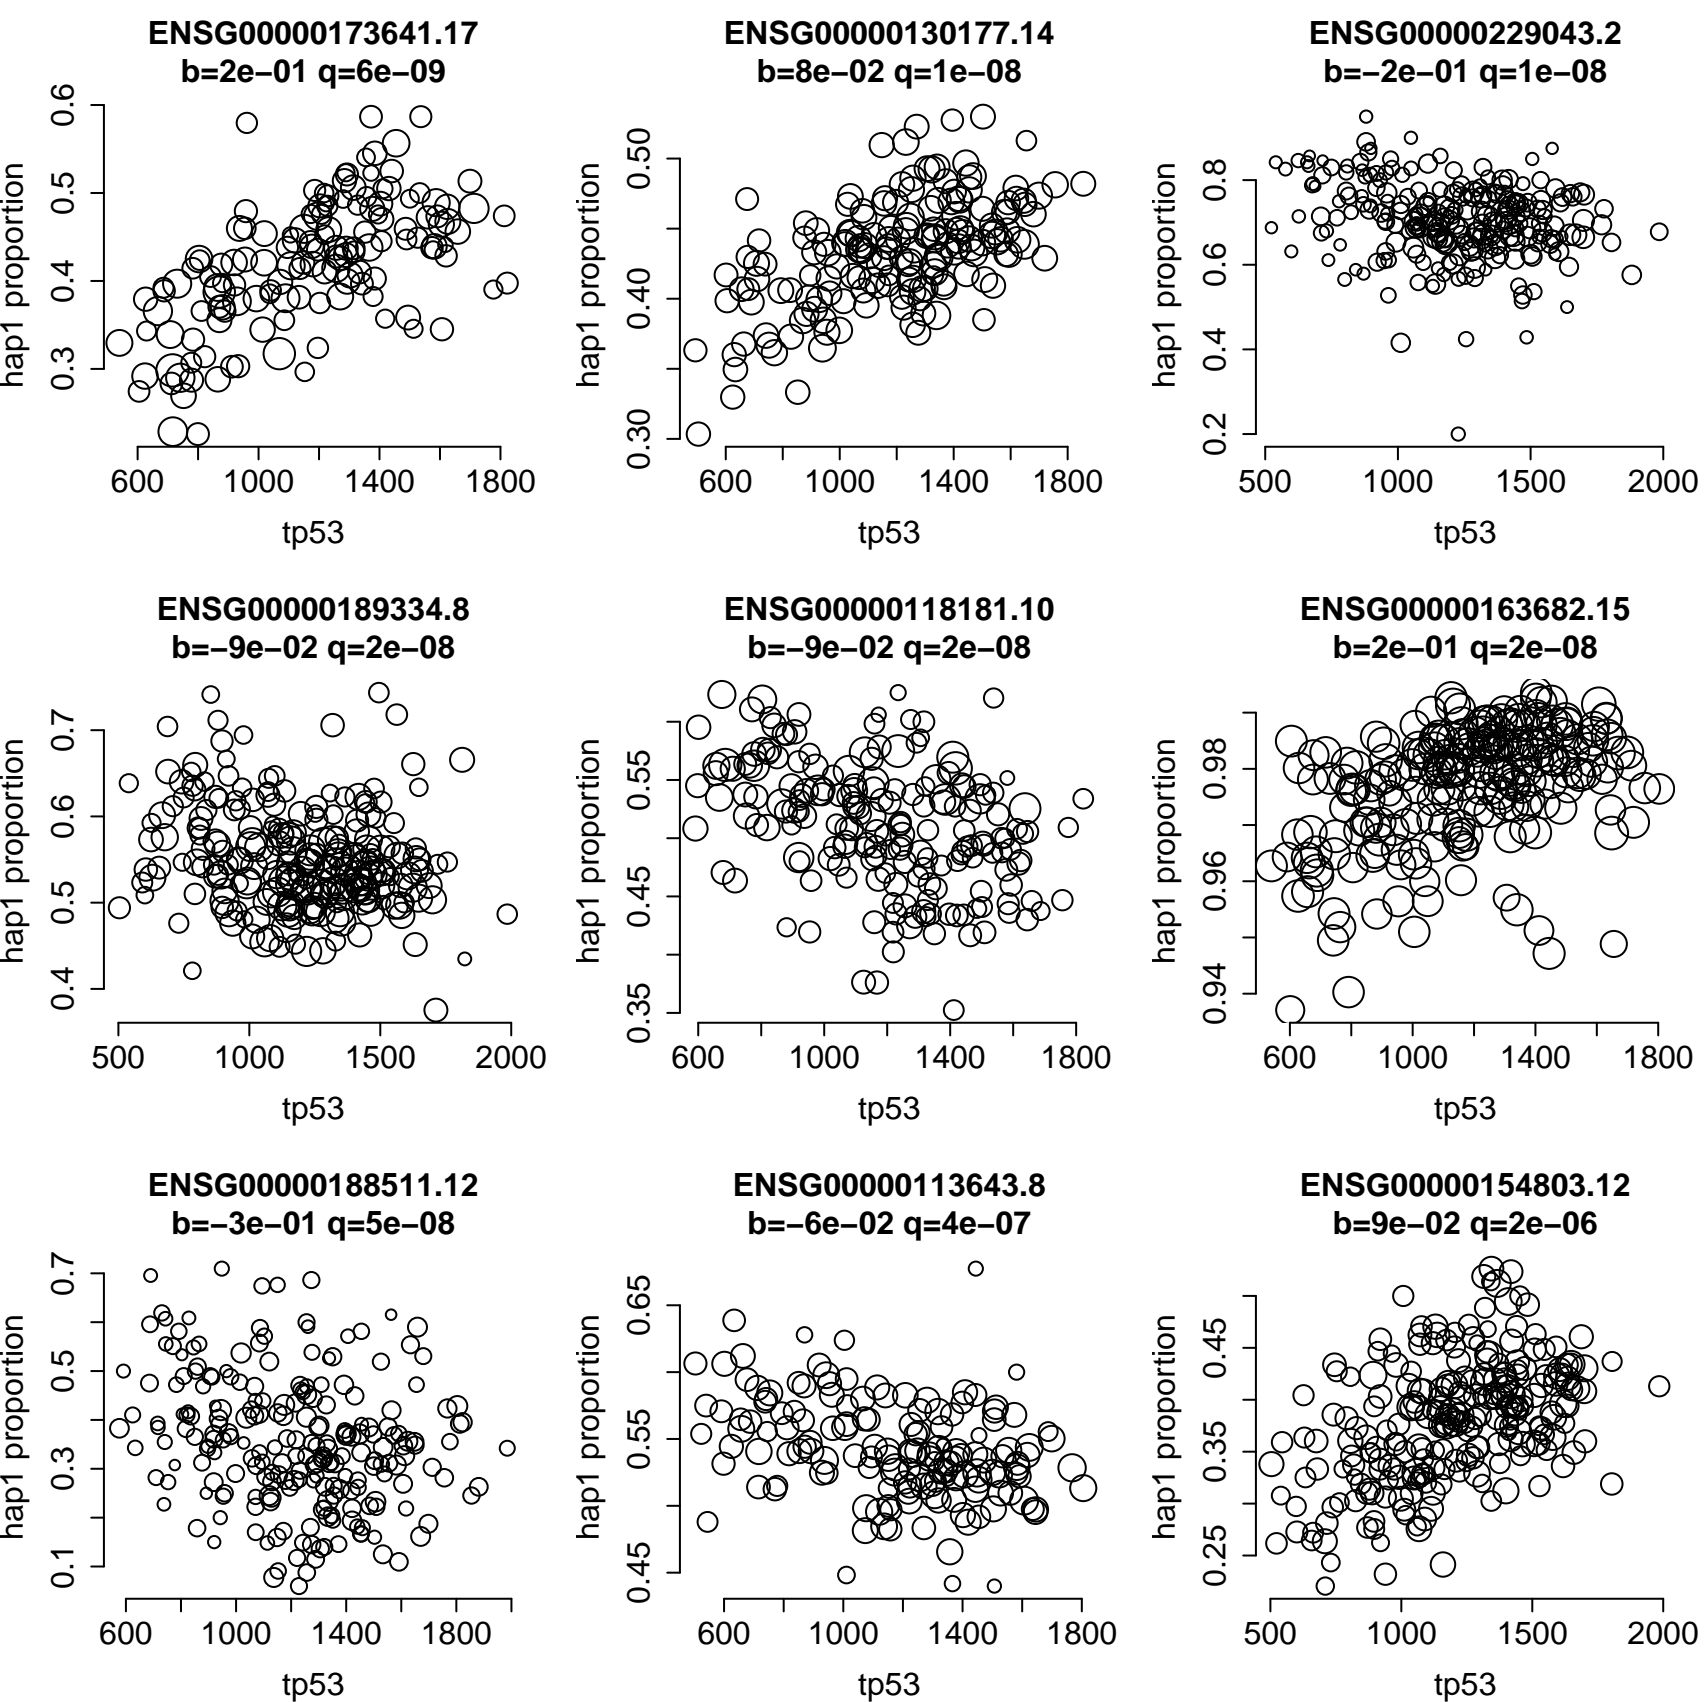 ENSG00000173641.17
b=2e−01 q=6e−09
hap1 proportion
0.3 0.4 0.5 0.6
600 1000 1400 1800
tp53
ENSG00000130177.14
b=8e−02 q=1e−08
hap1 proportion
0.30 0.40 0.50
600 1000 1400 1800
tp53
ENSG00000229043.2
b=−2e−01 q=1e−08
hap1 proportion
0.2 0.4 0.6 0.8
500 1000 1500 2000
tp53
ENSG00000189334.8
b=−9e−02 q=2e−08
hap1 proportion
0.4 0.5 0.6 0.7
500 1000 1500 2000
tp53
ENSG00000118181.10
b=−9e−02 q=2e−08
hap1 proportion
0.35 0.45 0.55
600 1000 1400 1800
tp53
ENSG00000163682.15
b=2e−01 q=2e−08
hap1 proportion
0.94 0.96 0.98
600 1000 1400 1800
tp53
ENSG00000188511.12
b=−3e−01 q=5e−08
hap1 proportion
0.1 0.3 0.5 0.7
600 1000 1400 1800
tp53
ENSG00000113643.8
b=−6e−02 q=4e−07
hap1 proportion
0.45 0.55 0.65
600 1000 1400 1800
tp53
ENSG00000154803.12
b=9e−02 q=2e−06
hap1 proportion
0.25 0.35 0.45
500 1000 1500 2000
tp53